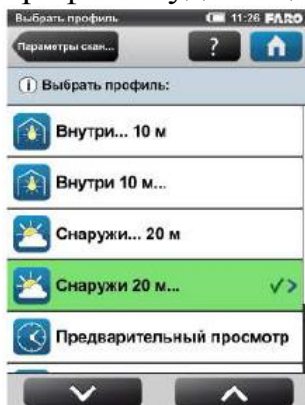 Выбрать профиль 11:26 FARO
Параметры скан... ?
i Выбрать профиль:
Внутри... 10 м
Внутри 10 м...
Снаружи... 20 м
Снаружи 20 м...
Предварительный просмотр